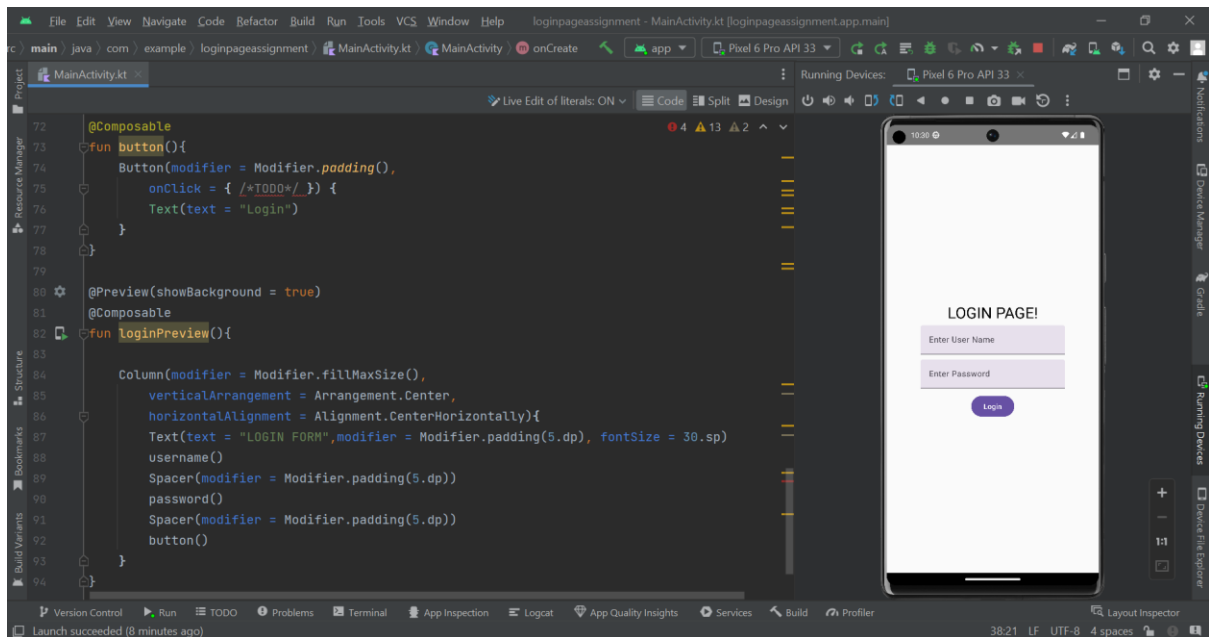 File Edit View Navigate Code Refactor Build Run Tools VCS Window Help loginpageassignment - MainActivity.kt [loginpageassignment.app.main]
rc main java com example loginpageassignment MainActivity.kt MainActivity onCreate app Pixel 6 Pro API 33
MainActivity.kt
Running Devices: Pixel 6 Pro API 33
Live Edit of literals: ON Code Split Design
4 13 2
72 @Composable
73 fun button(){
74 Button(modifier = Modifier.padding(),
75 onClick = { /*TODO*/ }) {
76 Text(text = "Login")
77 }
78 }
79
80 @Preview(showBackground = true)
81 @Composable
82 fun loginPreview(){
83
84 Column(modifier = Modifier.fillMaxSize(),
85 verticalArrangement = Arrangement.Center,
86 horizontalAlignment = Alignment.CenterHorizontally){
87 Text(text = "LOGIN FORM",modifier = Modifier.padding(5.dp), fontSize = 30.sp)
88 username()
89 Spacer(modifier = Modifier.padding(5.dp))
90 password()
91 Spacer(modifier = Modifier.padding(5.dp))
92 button()
93 }
94 }
10:30
LOGIN PAGE!
Enter User Name
Enter Password
Login
1:1
Project
Resource Manager
Structure
Bookmarks
Build Variants
Notifications
Device Manager
Gradle
Running Devices
Device File Explorer
Version Control Run TODO Problems Terminal App Inspection Logcat App Quality Insights Services Build Profiler Layout Inspector
Launch succeeded (8 minutes ago) 38:21 LF UTF-8 4 spaces